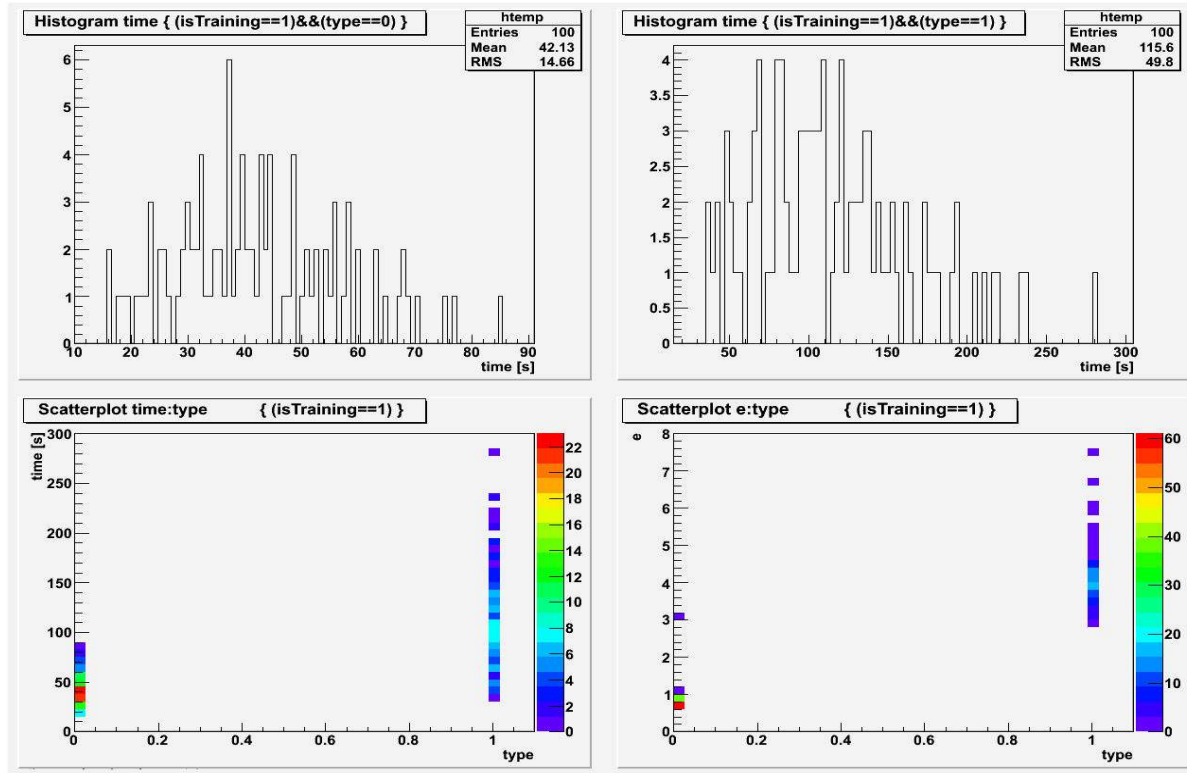 Histogram time { (isTraining==1)&&(type==0) }
htemp
Entries 100
Mean 42.13
RMS 14.66
6
5
4
3
2
1
0
10 20 30 40 50 60 70 80 90
time [s]
Histogram time { (isTraining==1)&&(type==1) }
htemp
Entries 100
Mean 115.6
RMS 49.8
4
3.5
3
2.5
2
1.5
1
0.5
0
50 100 150 200 250 300
time [s]
Scatterplot time:type { (isTraining==1) }
time [s]
300
250
200
150
100
50
0
0 0.2 0.4 0.6 0.8 1
type
22
20
18
16
14
12
10
8
6
4
2
0
Scatterplot e:type { (isTraining==1) }
e
8
7
6
5
4
3
2
1
0
0 0.2 0.4 0.6 0.8 1
type
60
50
40
30
20
10
0